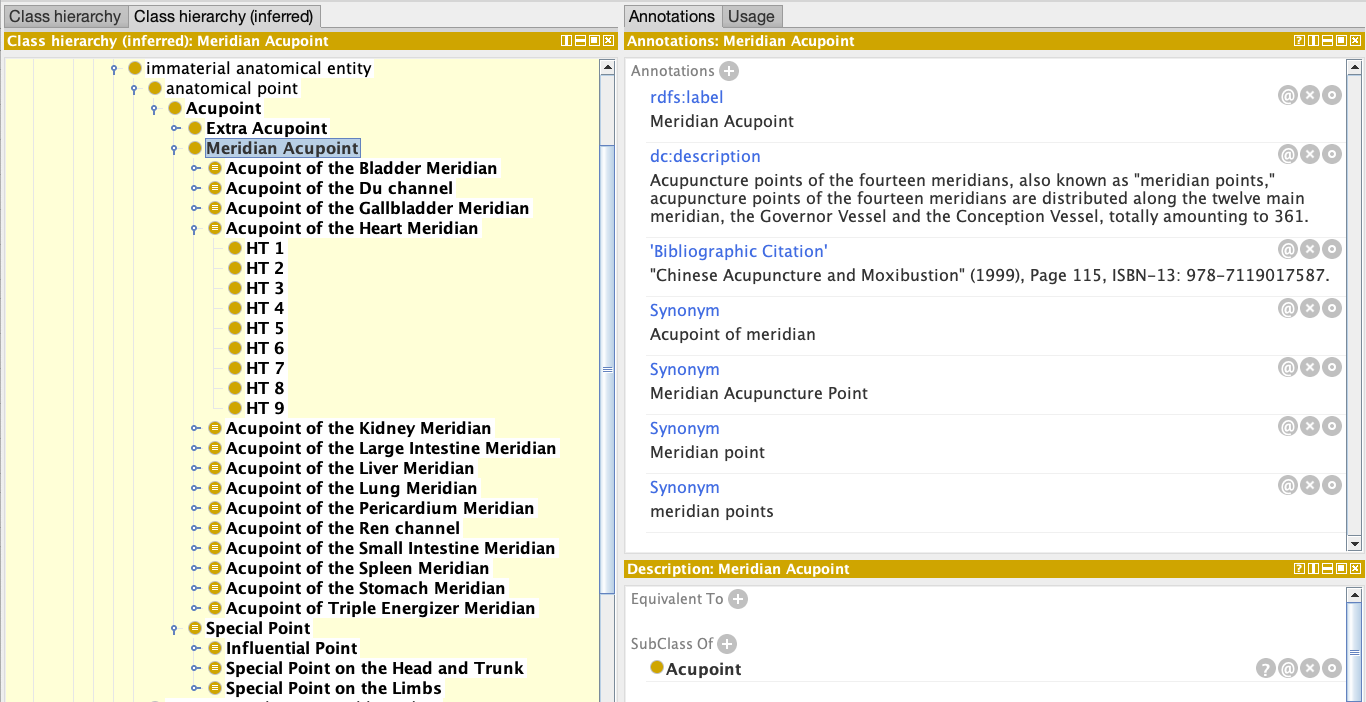 Class hierarchy
Class hierarchy (inferred)
Class hierarchy (inferred): Meridian Acupoint
immaterial anatomical entity
anatomical point
Acupoint
Extra Acupoint
Meridian Acupoint
Acupoint of the Bladder Meridian
Acupoint of the Du channel
Acupoint of the Gallbladder Meridian
Acupoint of the Heart Meridian
HT 1
HT 2
HT 3
HT 4
HT 5
HT 6
HT 7
HT 8
HT 9
Acupoint of the Kidney Meridian
Acupoint of the Large Intestine Meridian
Acupoint of the Liver Meridian
Acupoint of the Lung Meridian
Acupoint of the Pericardium Meridian
Acupoint of the Ren channel
Acupoint of the Small Intestine Meridian
Acupoint of the Spleen Meridian
Acupoint of the Stomach Meridian
Acupoint of Triple Energizer Meridian
Special Point
Influential Point
Special Point on the Head and Trunk
Special Point on the Limbs
Annotations
Usage
Annotations: Meridian Acupoint
Annotations
rdfs:label
Meridian Acupoint
dc:description
Acupuncture points of the fourteen meridians, also known as "meridian points,"
acupuncture points of the fourteen meridians are distributed along the twelve main
meridian, the Governor Vessel and the Conception Vessel, totally amounting to 361.
'Bibliographic Citation'
"Chinese Acupuncture and Moxibustion" (1999), Page 115, ISBN-13: 978-7119017587.
Synonym
Acupoint of meridian
Synonym
Meridian Acupuncture Point
Synonym
Meridian point
Synonym
meridian points
Description: Meridian Acupoint
Equivalent To
SubClass Of
Acupoint